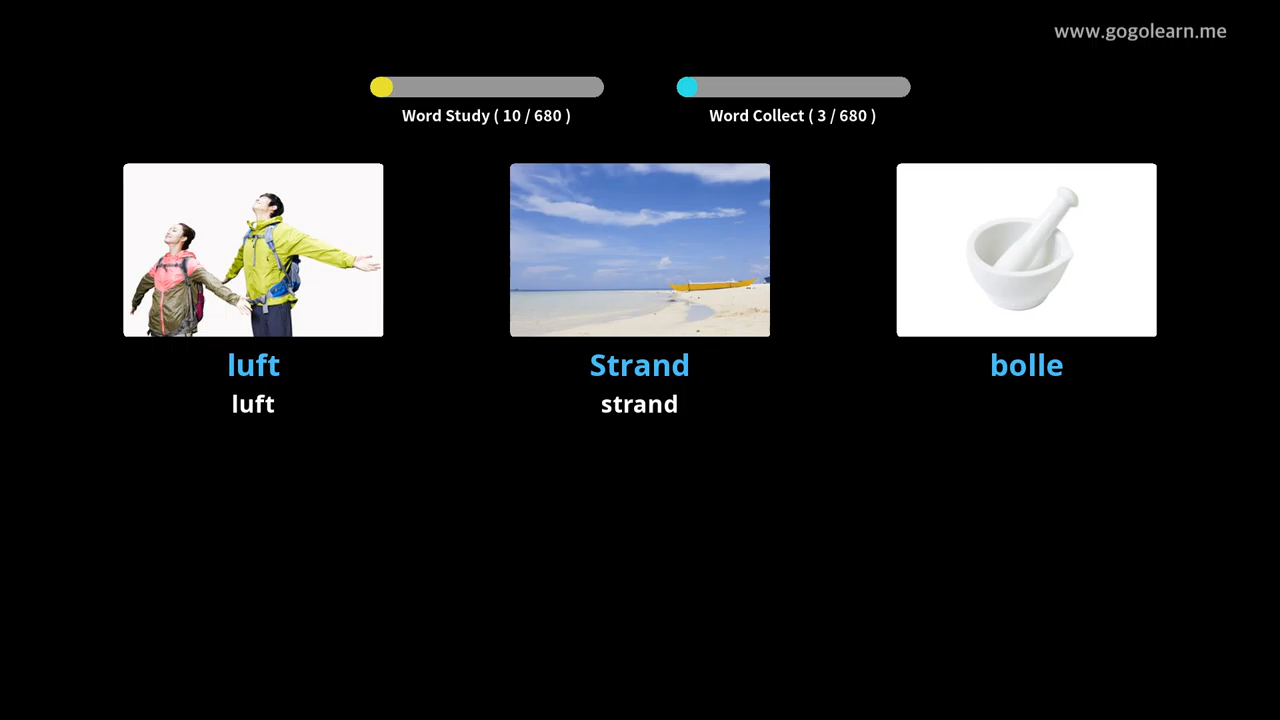 www.gogolearn.me
Word Study ( 10 / 680 )
Word Collect ( 3 / 680 )
luft
luft
Strand
strand
bolle